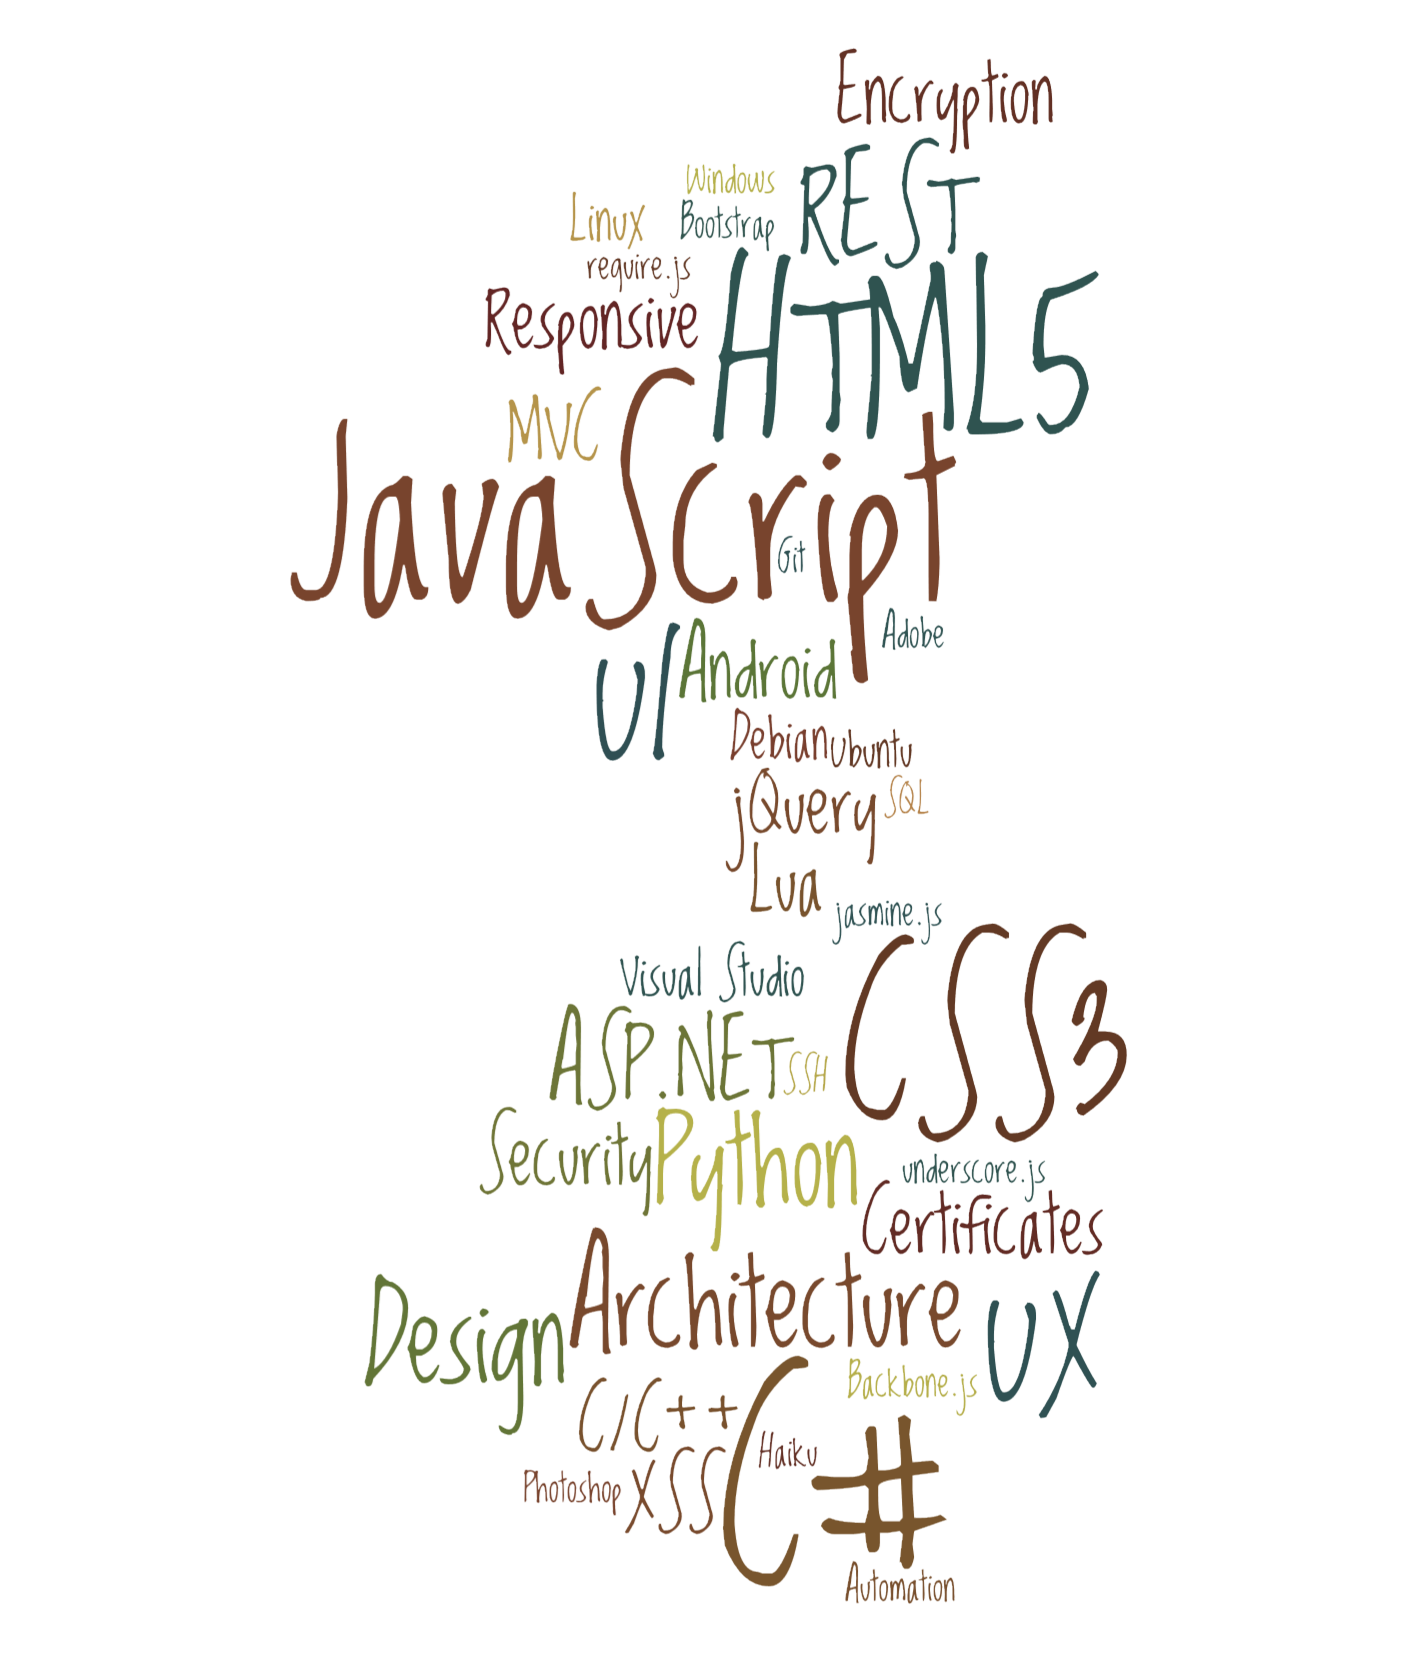 Encryption
Windows
REST
Linux
Bootstrap
require.js
HTML5
Responsive
MVC
JavaScript
Git
Adobe
UI
Android
Debian
Ubuntu
jQuery
SQL
Lua
jasmine.js
CSS3
Visual Studio
ASP.NET
SSH
Security
Python
underscore.js
Certificates
Architecture
Design
UX
Backbone.js
C/C++
C#
Haiku
Photoshop
XSS
Automation